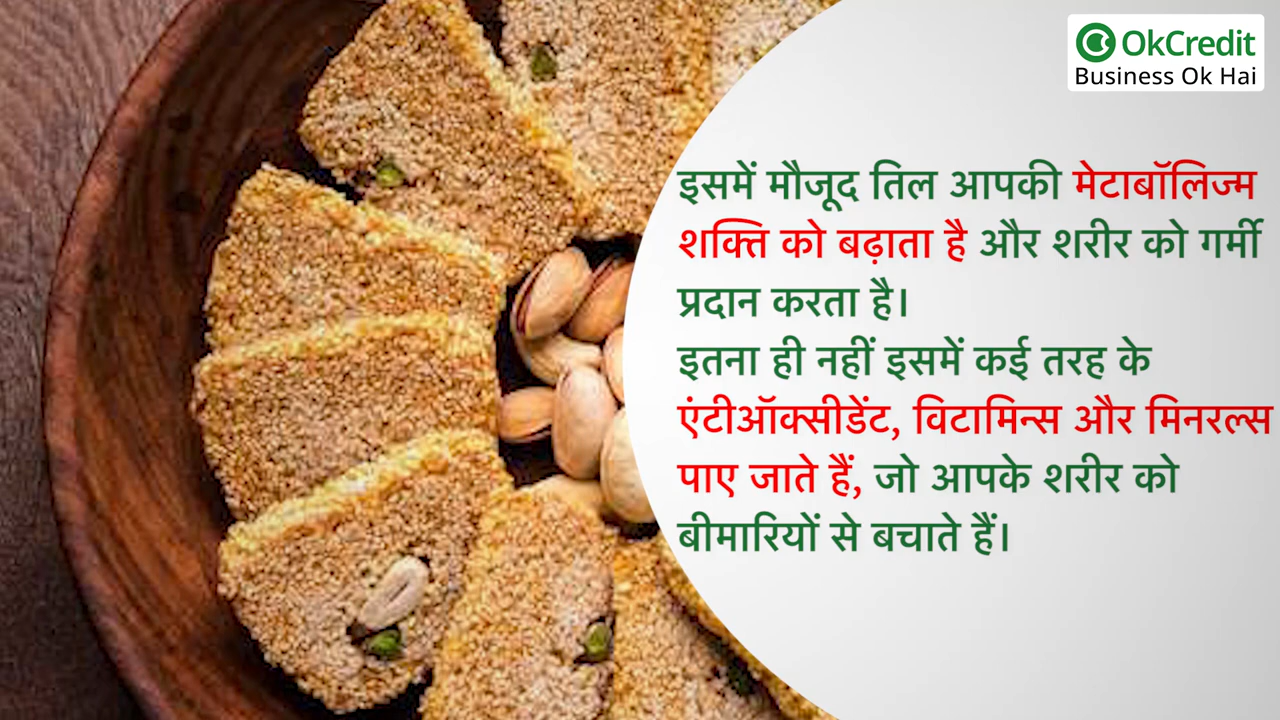 OkCredit
Business Ok Hai
इसमें मौजूद तिल आपकी मेटाबॉलिज्म
शक्ति को बढ़ाता है और शरीर को गर्मी
प्रदान करता है।
इतना ही नहीं इसमें कई तरह के
एंटीऑक्सीडेंट, विटामिन्स और मिनरल्स
पाए जाते हैं, जो आपके शरीर को
बीमारियों से बचाते हैं।